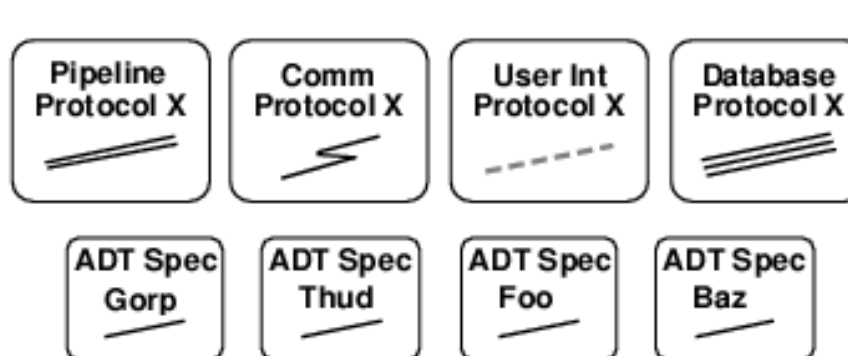 Pipeline
Protocol X
Comm
Protocol X
User Int
Protocol X
Database
Protocol X
ADT Spec
Gorp
ADT Spec
Thud
ADT Spec
Foo
ADT Spec
Baz